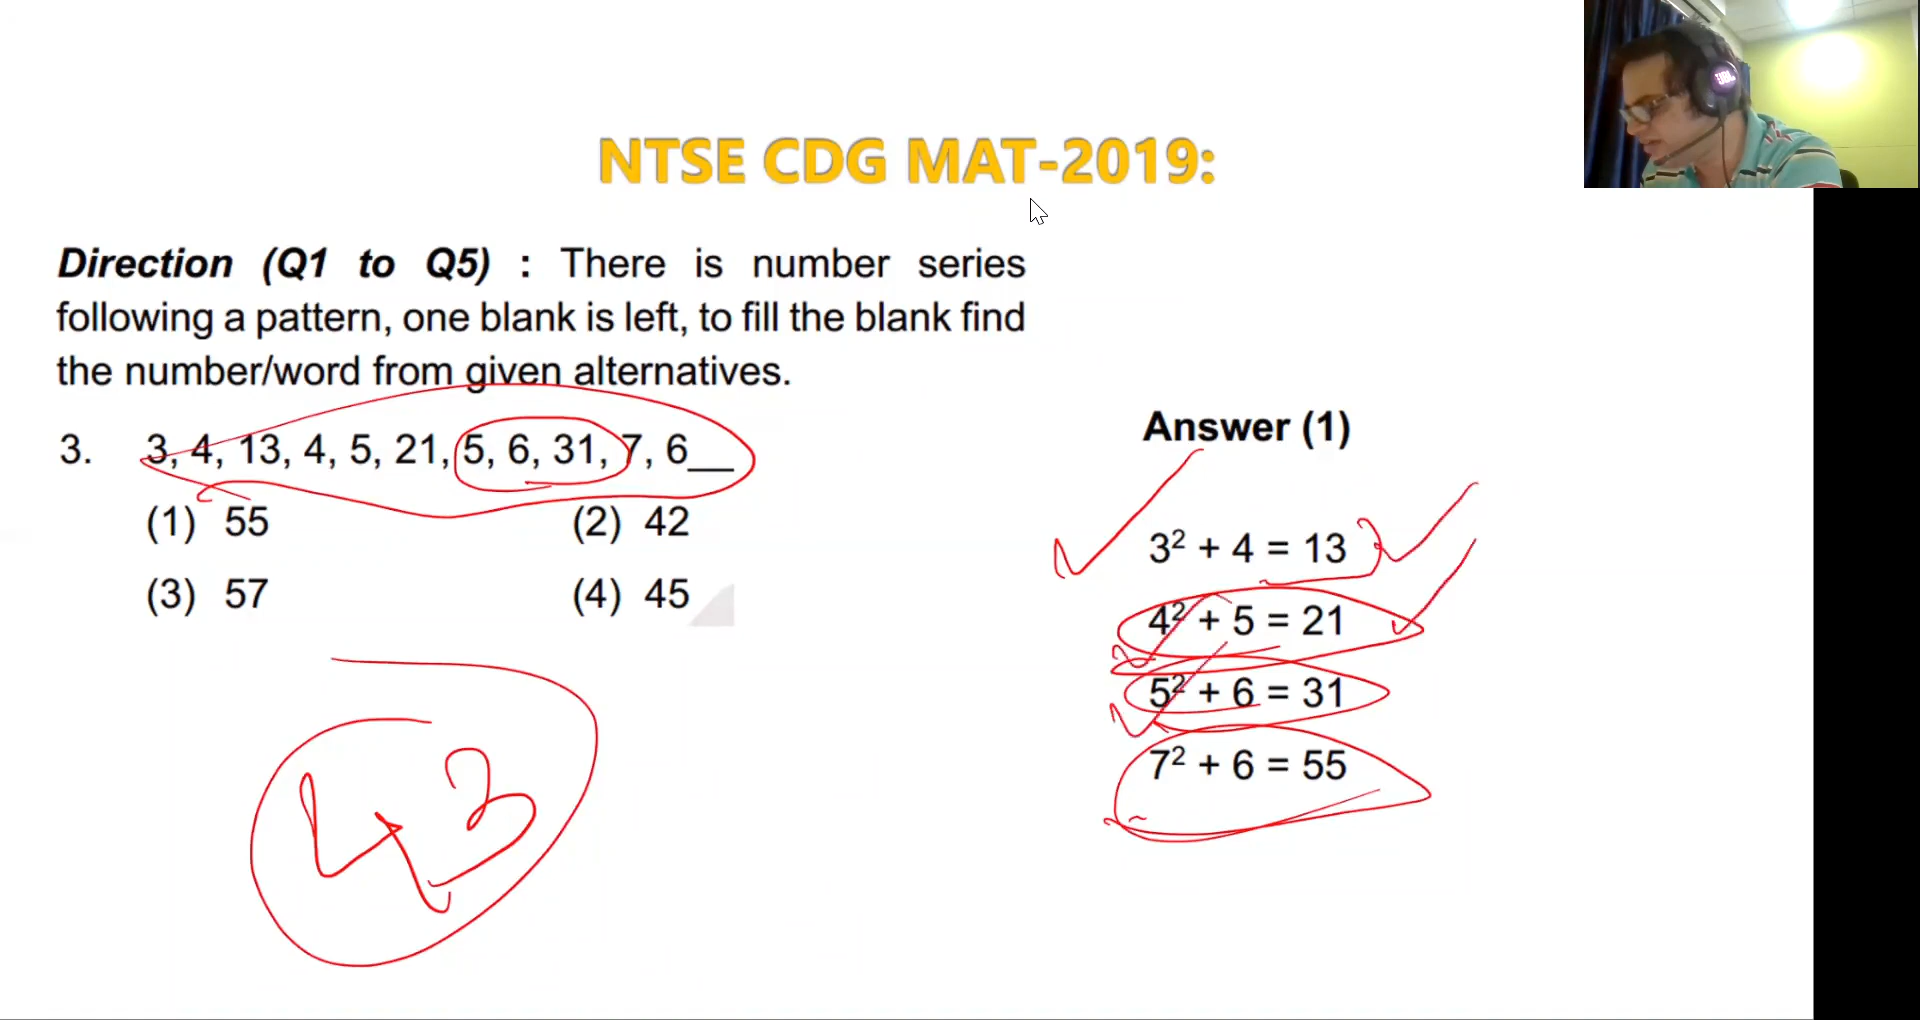 NTSE CDG MAT-2019:
Direction (Q1 to Q5) : There is number series
following a pattern, one blank is left, to fill the blank find
the number/word from given alternatives.
3. 3, 4, 13, 4, 5, 21, 5, 6, 31, 7, 6__
(1) 55 (2) 42
(3) 57 (4) 45
43
Answer (1)
3² + 4 = 13
4² + 5 = 21
5² + 6 = 31
7² + 6 = 55
JBL